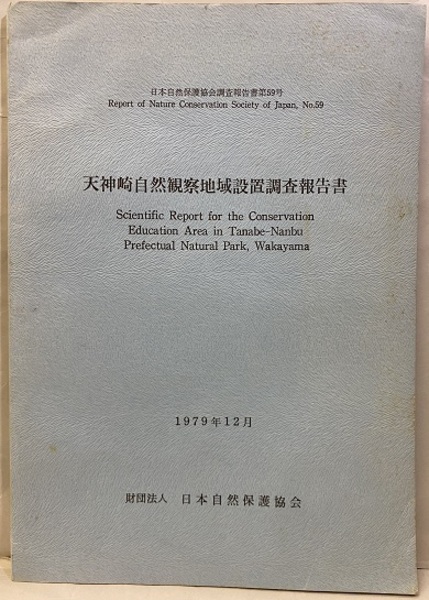 日本自然保護協会調査報告書第59号
Report of Nature Conservation Society of Japan, No.59
天神崎自然観察地域設置調査報告書
Scientific Report for the Conservation
Education Area in Tanabe-Nanbu
Prefectual Natural Park, Wakayama
1979年12月
財団法人 日本自然保護協会